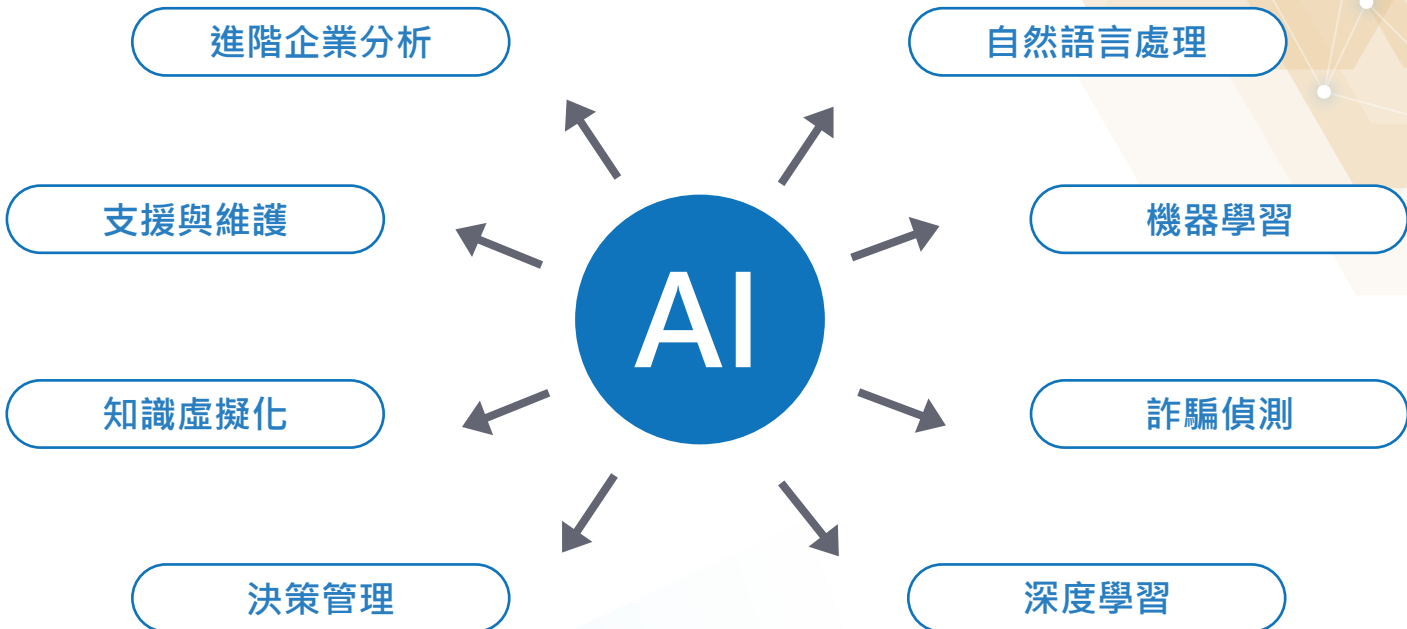 進階企業分析
自然語言處理
支援與維護
機器學習
AI
知識虛擬化
詐騙偵測
決策管理
深度學習